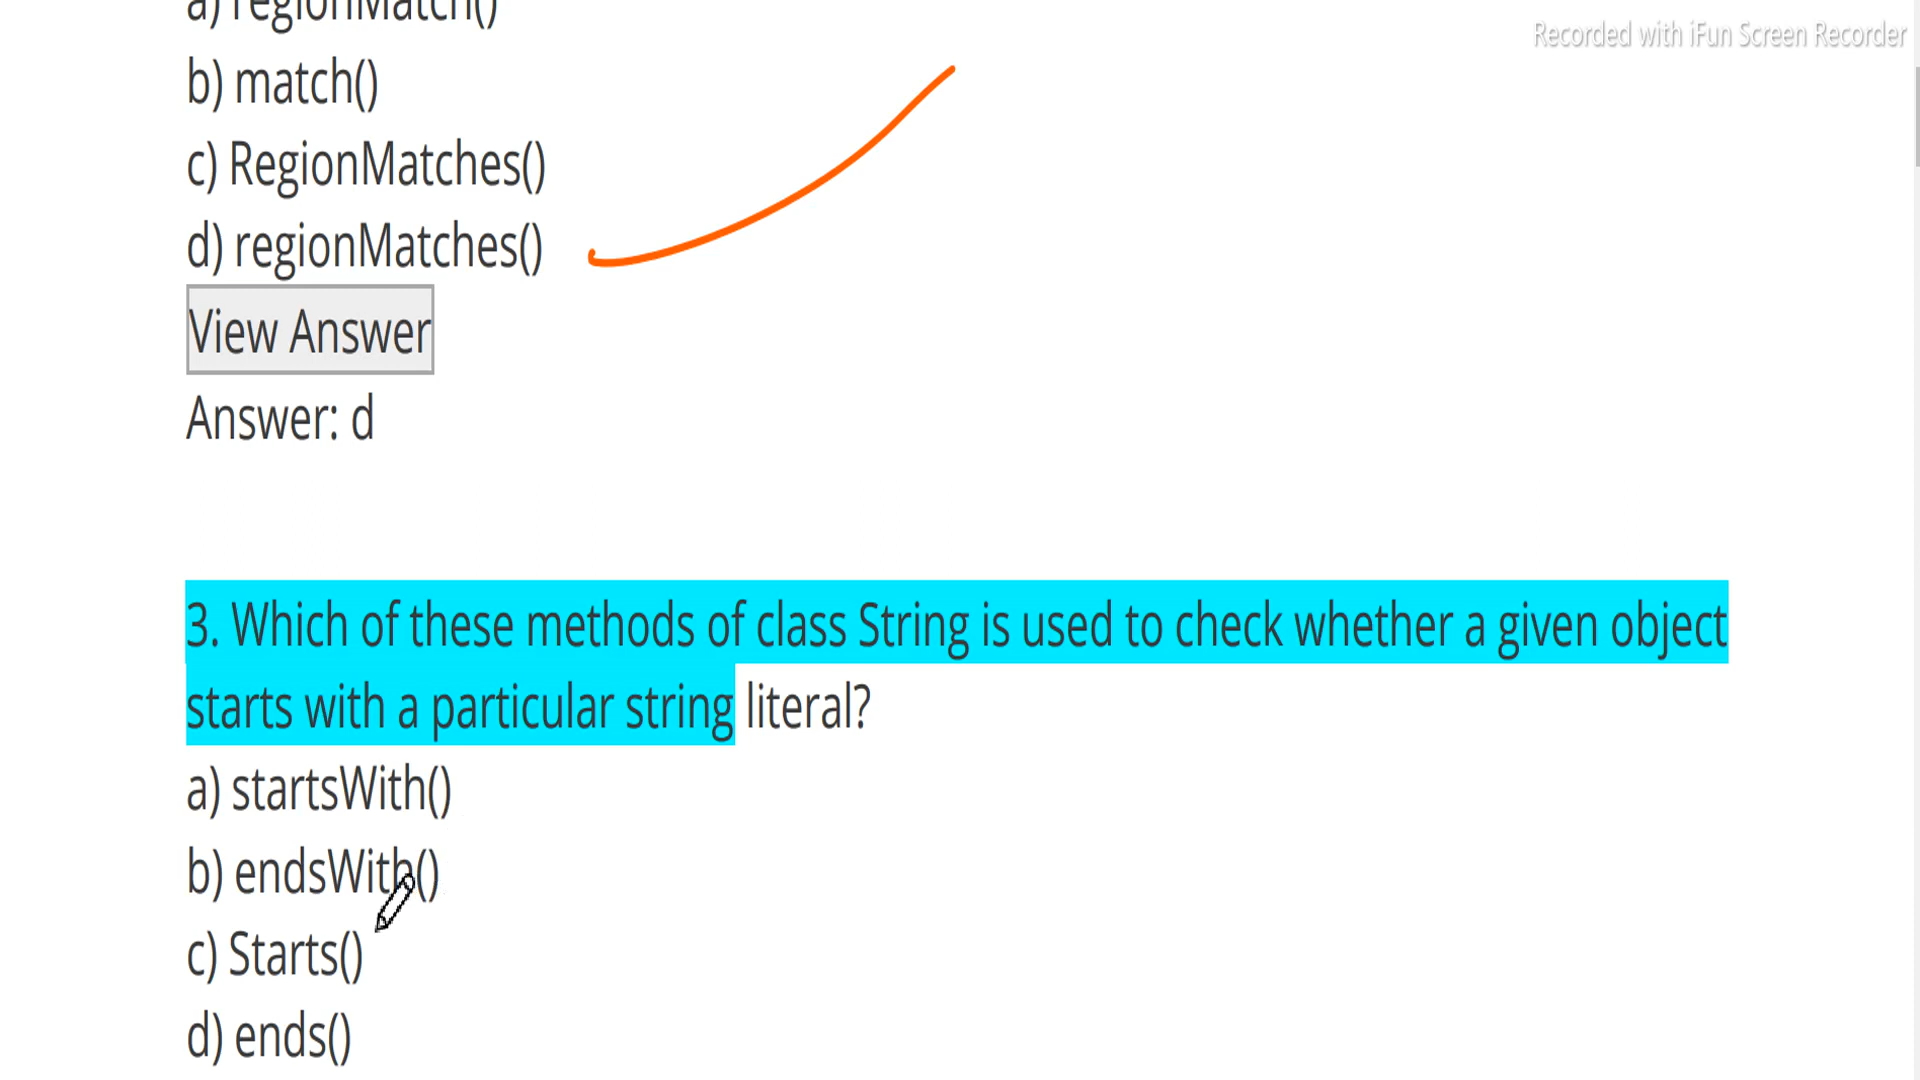 a) regionMatch()
Recorded with iFun Screen Recorder
b) match()
c) RegionMatches()
d) regionMatches()
View Answer
Answer: d
3. Which of these methods of class String is used to check whether a given object
starts with a particular string literal?
a) startsWith()
b) endsWith()
c) Starts()
d) ends()